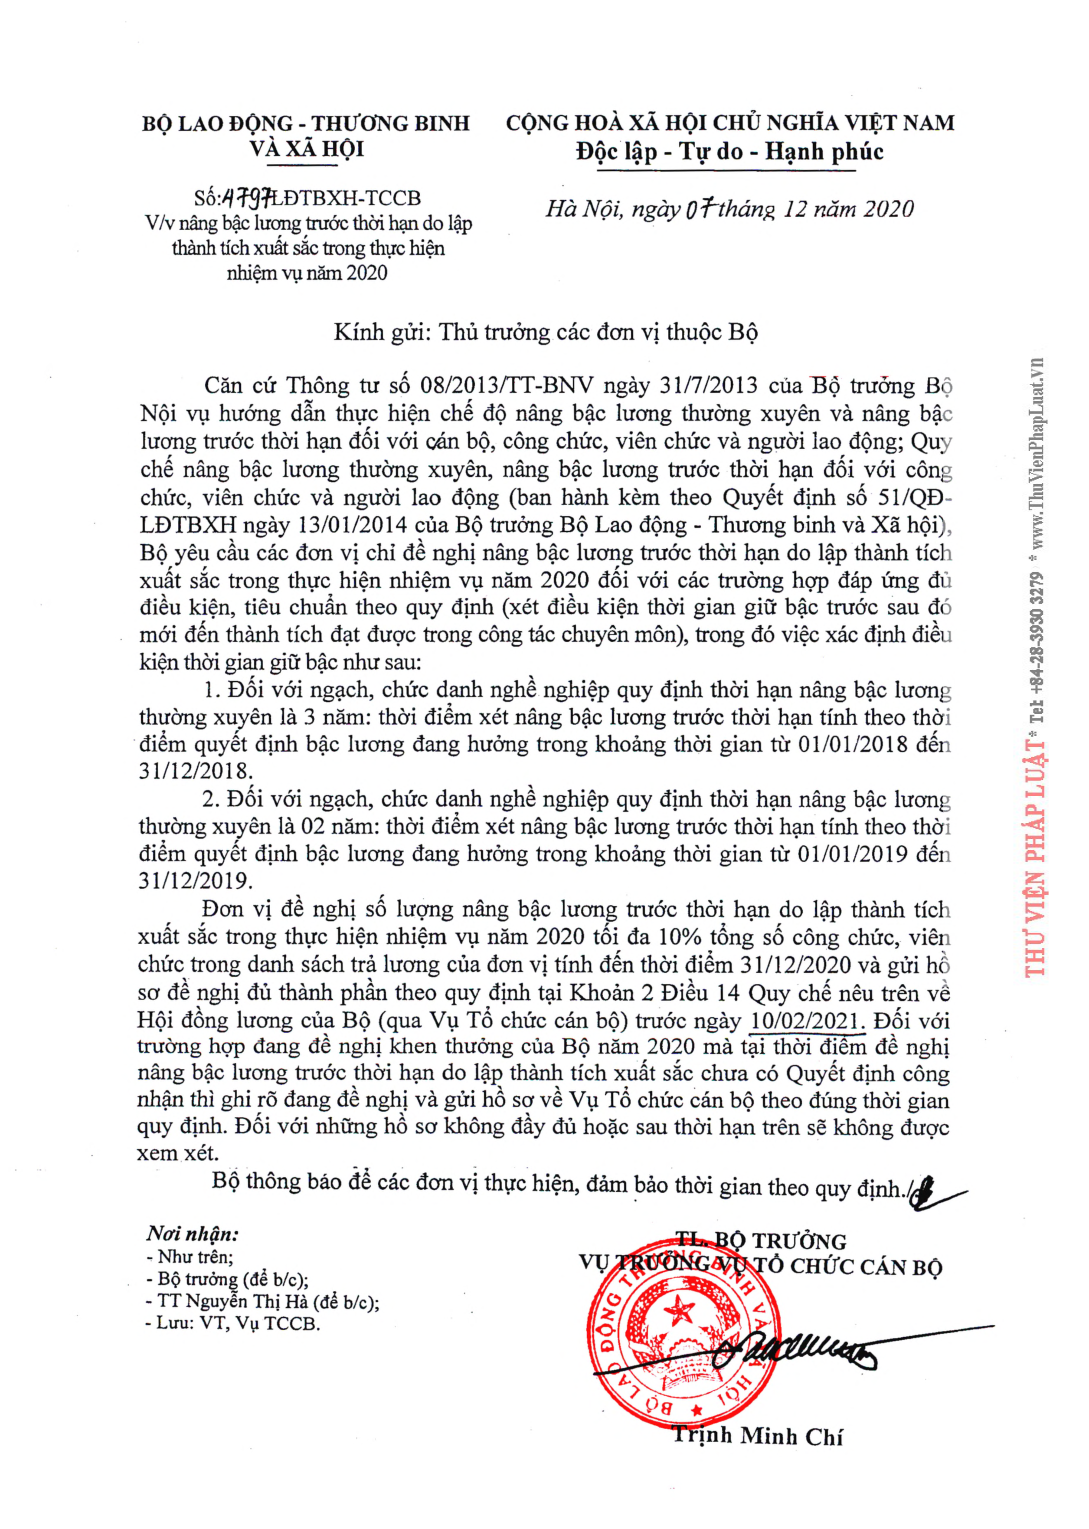 BỘ LAO ĐỘNG - THƯƠNG BINH
VÀ XÃ HỘI
CỘNG HOÀ XÃ HỘI CHỦ NGHĨA VIỆT NAM
Độc lập - Tự do - Hạnh phúc
Số:4797/LĐTBXH-TCCB
V/v nâng bậc lương trước thời hạn do lập
thành tích xuất sắc trong thực hiện
nhiệm vụ năm 2020
Hà Nội, ngày 07 tháng 12 năm 2020
Kính gửi: Thủ trưởng các đơn vị thuộc Bộ
Căn cứ Thông tư số 08/2013/TT-BNV ngày 31/7/2013 của Bộ trưởng Bộ
Nội vụ hướng dẫn thực hiện chế độ nâng bậc lương thường xuyên và nâng bậc
lương trước thời hạn đối với cán bộ, công chức, viên chức và người lao động; Quy
chế nâng bậc lương thường xuyên, nâng bậc lương trước thời hạn đối với công
chức, viên chức và người lao động (ban hành kèm theo Quyết định số 51/QĐ-
LĐTBXH ngày 13/01/2014 của Bộ trưởng Bộ Lao động - Thương binh và Xã hội),
Bộ yêu cầu các đơn vị chỉ đề nghị nâng bậc lương trước thời hạn do lập thành tích
xuất sắc trong thực hiện nhiệm vụ năm 2020 đối với các trường hợp đáp ứng đủ
điều kiện, tiêu chuẩn theo quy định (xét điều kiện thời gian giữ bậc trước sau đó
mới đến thành tích đạt được trong công tác chuyên môn), trong đó việc xác định điều
kiện thời gian giữ bậc như sau:
1. Đối với ngạch, chức danh nghề nghiệp quy định thời hạn nâng bậc lương
thường xuyên là 3 năm: thời điểm xét nâng bậc lương trước thời hạn tính theo thời
điểm quyết định bậc lương đang hưởng trong khoảng thời gian từ 01/01/2018 đến
31/12/2018.
2. Đối với ngạch, chức danh nghề nghiệp quy định thời hạn nâng bậc lương
thường xuyên là 02 năm: thời điểm xét nâng bậc lương trước thời hạn tính theo thời
điểm quyết định bậc lương đang hưởng trong khoảng thời gian từ 01/01/2019 đến
31/12/2019.
Đơn vị đề nghị số lượng nâng bậc lương trước thời hạn do lập thành tích
xuất sắc trong thực hiện nhiệm vụ năm 2020 tối đa 10% tổng số công chức, viên
chức trong danh sách trả lương của đơn vị tính đến thời điểm 31/12/2020 và gửi hồ
sơ đề nghị đủ thành phần theo quy định tại Khoản 2 Điều 14 Quy chế nêu trên về
Hội đồng lương của Bộ (qua Vụ Tổ chức cán bộ) trước ngày 10/02/2021. Đối với
trường hợp đang đề nghị khen thưởng của Bộ năm 2020 mà tại thời điểm đề nghị
nâng bậc lương trước thời hạn do lập thành tích xuất sắc chưa có Quyết định công
nhận thì ghi rõ đang đề nghị và gửi hồ sơ về Vụ Tổ chức cán bộ theo đúng thời gian
quy định. Đối với những hồ sơ không đầy đủ hoặc sau thời hạn trên sẽ không được
xem xét.
Bộ thông báo để các đơn vị thực hiện, đảm bảo thời gian theo quy định./.
Nơi nhận:
- Như trên;
- Bộ trưởng (để b/c);
- TT Nguyễn Thị Hà (để b/c);
- Lưu: VT, Vụ TCCB.
TL. BỘ TRƯỞNG
VỤ TRƯỞNG VỤ TỔ CHỨC CÁN BỘ
BỘ LAO ĐỘNG THƯƠNG BINH VÀ XÃ HỘI
Trịnh Minh Chí
THƯ VIỆN PHÁP LUẬT * Tel: +84-28-3930 3279 * www.ThuVienPhapLuat.vn